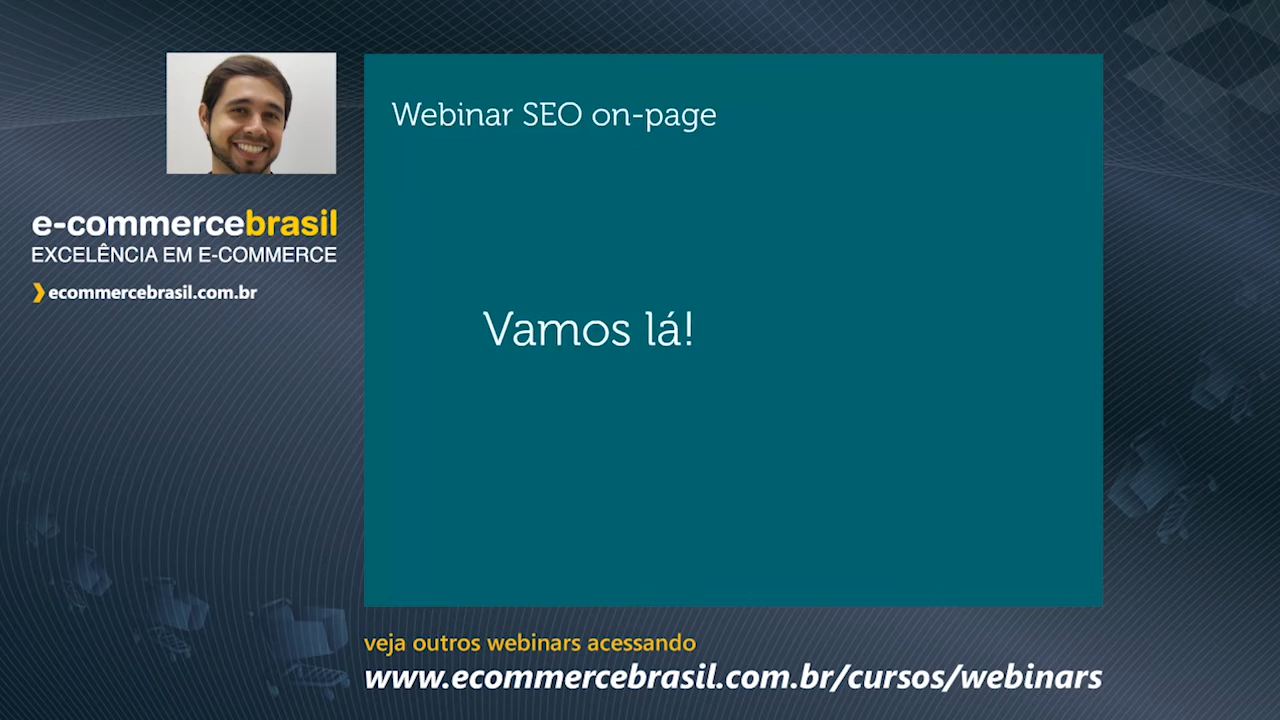 e-commercebrasil
EXCELÊNCIA EM E-COMMERCE
ecommercebrasil.com.br
Webinar SEO on-page
Vamos lá!
veja outros webinars acessando
www.ecommercebrasil.com.br/cursos/webinars